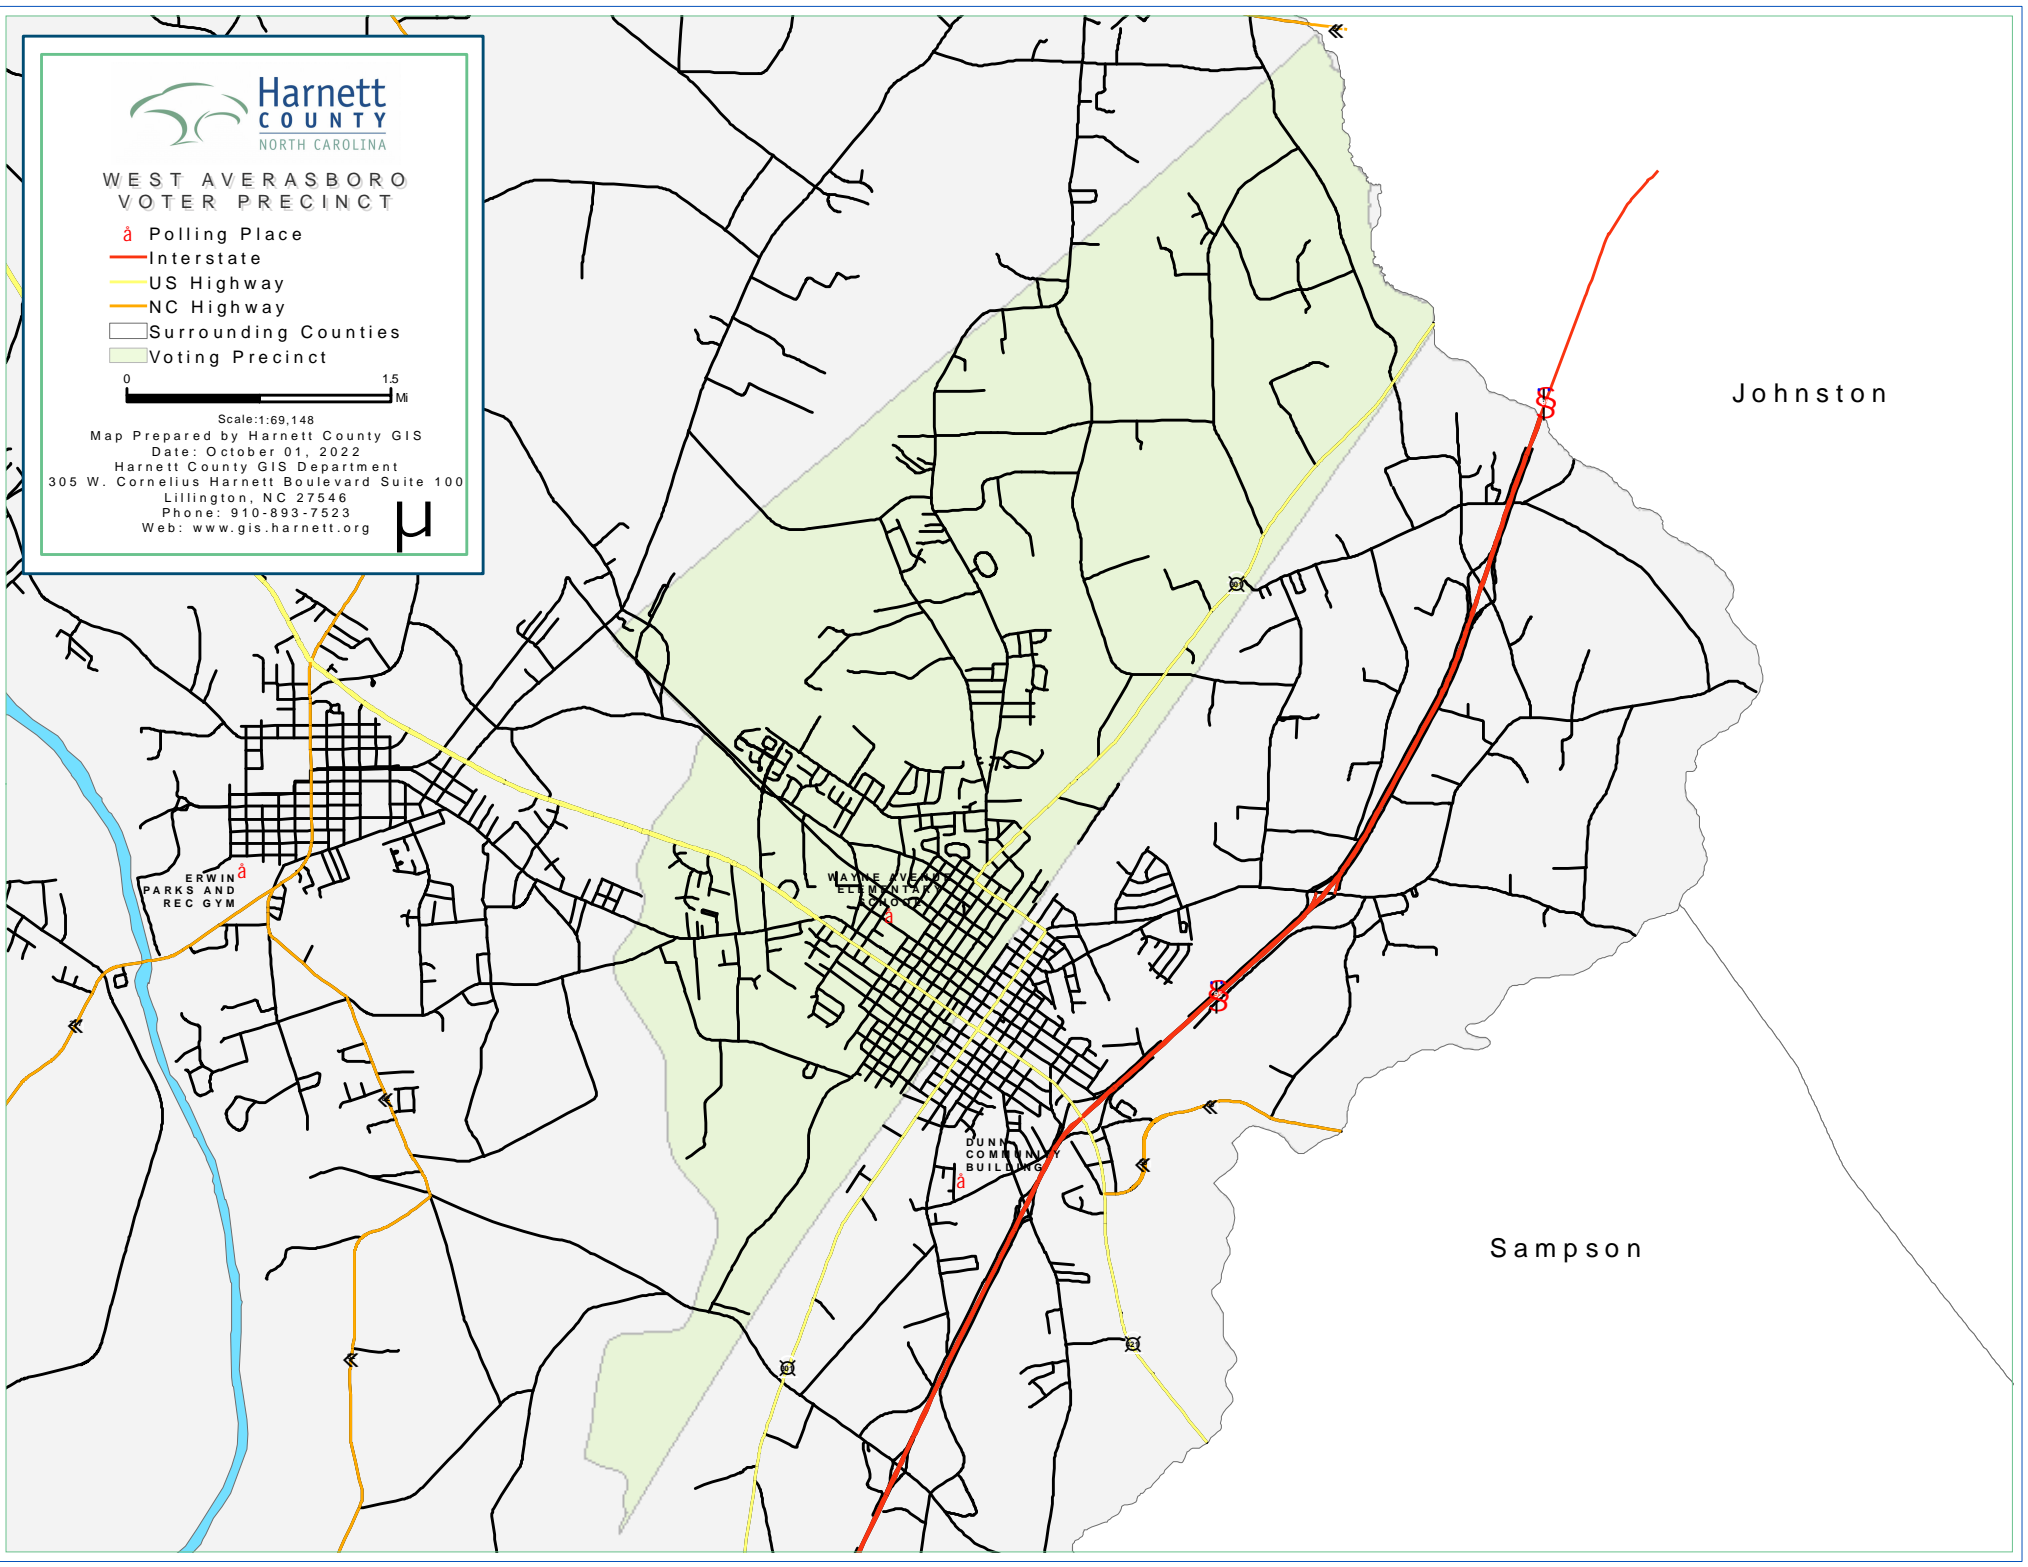 Harnett
COUNTY
NORTH CAROLINA
WEST AVERASBORO
VOTER PRECINCT
å Polling Place
Interstate
US Highway
NC Highway
Surrounding Counties
Voting Precinct
0 1.5
Mi
Scale:1:69,148
Map Prepared by Harnett County GIS
Date: October 01, 2022
Harnett County GIS Department
305 W. Cornelius Harnett Boulevard Suite 100
Lillington, NC 27546
Phone: 910-893-7523
Web: www.gis.harnett.org
µ
Johnston
301
ERWIN
PARKS AND
REC GYM
å
WAYNE AVENUE
ELEMENTARY
SCHOOL
å
DUNN
COMMUNITY
BUILDING
å
Sampson
301
421